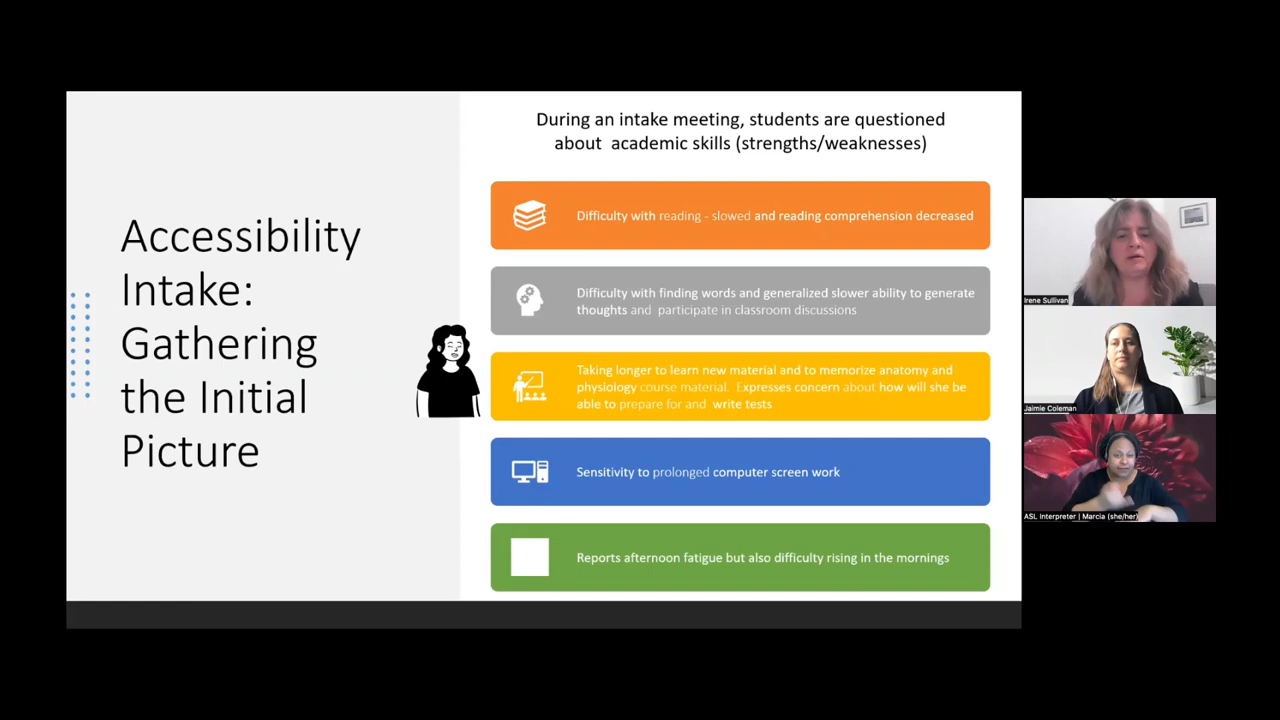 Accessibility
Intake:
Gathering
the Initial
Picture
During an intake meeting, students are questioned
about academic skills (strengths/weaknesses)
Difficulty with reading - slowed and reading comprehension decreased
Difficulty with finding words and generalized slower ability to generate
thoughts and participate in classroom discussions
Taking longer to learn new material and to memorize anatomy and
physiology course material. Expresses concern about how will she be
able to prepare for and write tests
Sensitivity to prolonged computer screen work
Reports afternoon fatigue but also difficulty rising in the mornings
Irene Sullivan
Jaimie Coleman
ASL Interpreter | Marcia (she/her)